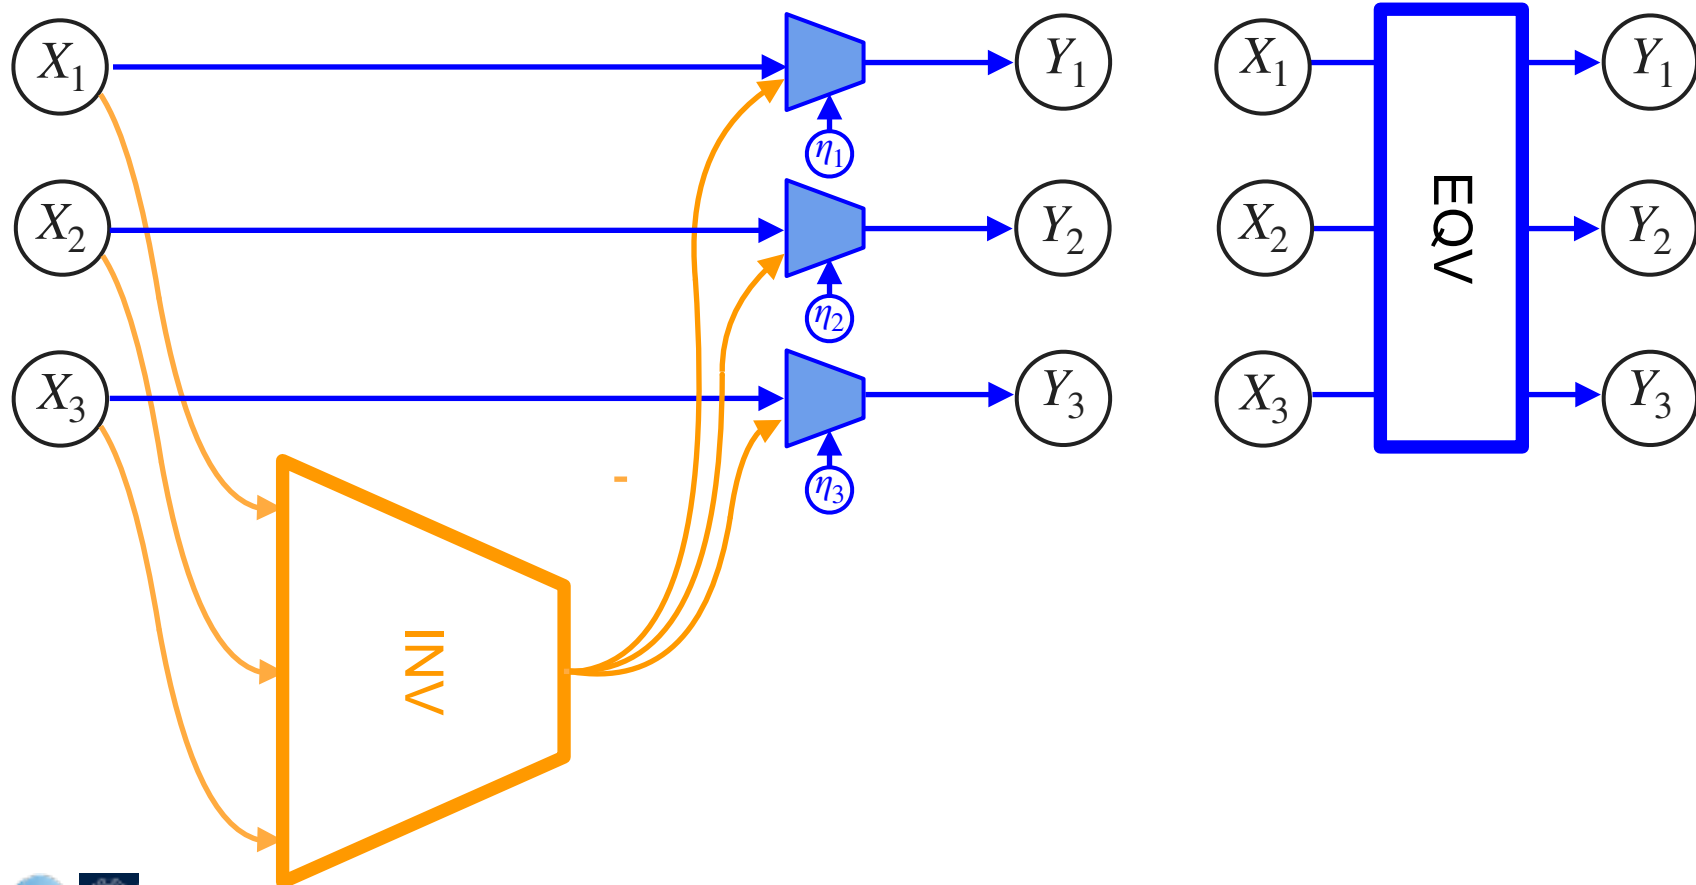 X₁ Y₁ X₁ Y₁
η₁
X₂ Y₂ X₂ Y₂
η₂
X₃ Y₃ X₃ Y₃
η₃
EQV
INV
-